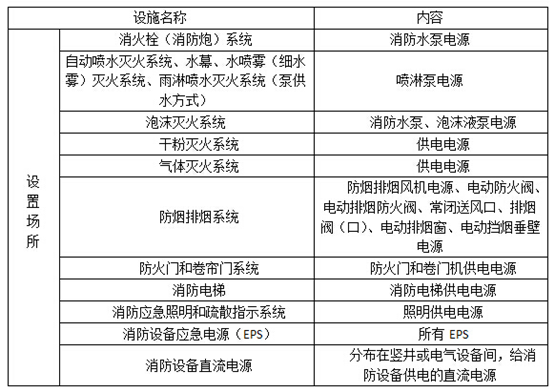 设施名称 内容
设置场所
消火栓（消防炮）系统 消防水泵电源
自动喷水灭火系统、水幕、水喷雾（细水
雾）灭火系统、雨淋喷水灭火系统（泵供
水方式）
喷淋泵电源
泡沫灭火系统 消防水泵、泡沫液泵电源
干粉灭火系统 供电电源
气体灭火系统 供电电源
防烟排烟系统
防烟排烟风机电源、电动防火阀、
电动排烟防火阀、常闭送风口、排烟
阀（口）、电动排烟窗、电动挡烟垂壁
电源
防火门和卷帘门系统 防火门和卷门机供电电源
消防电梯 消防电梯供电电源
消防应急照明和疏散指示系统 照明供电电源
消防设备应急电源（EPS） 所有 EPS
消防设备直流电源
分布在竖井或电气设备间，给消
防设备供电的直流电源